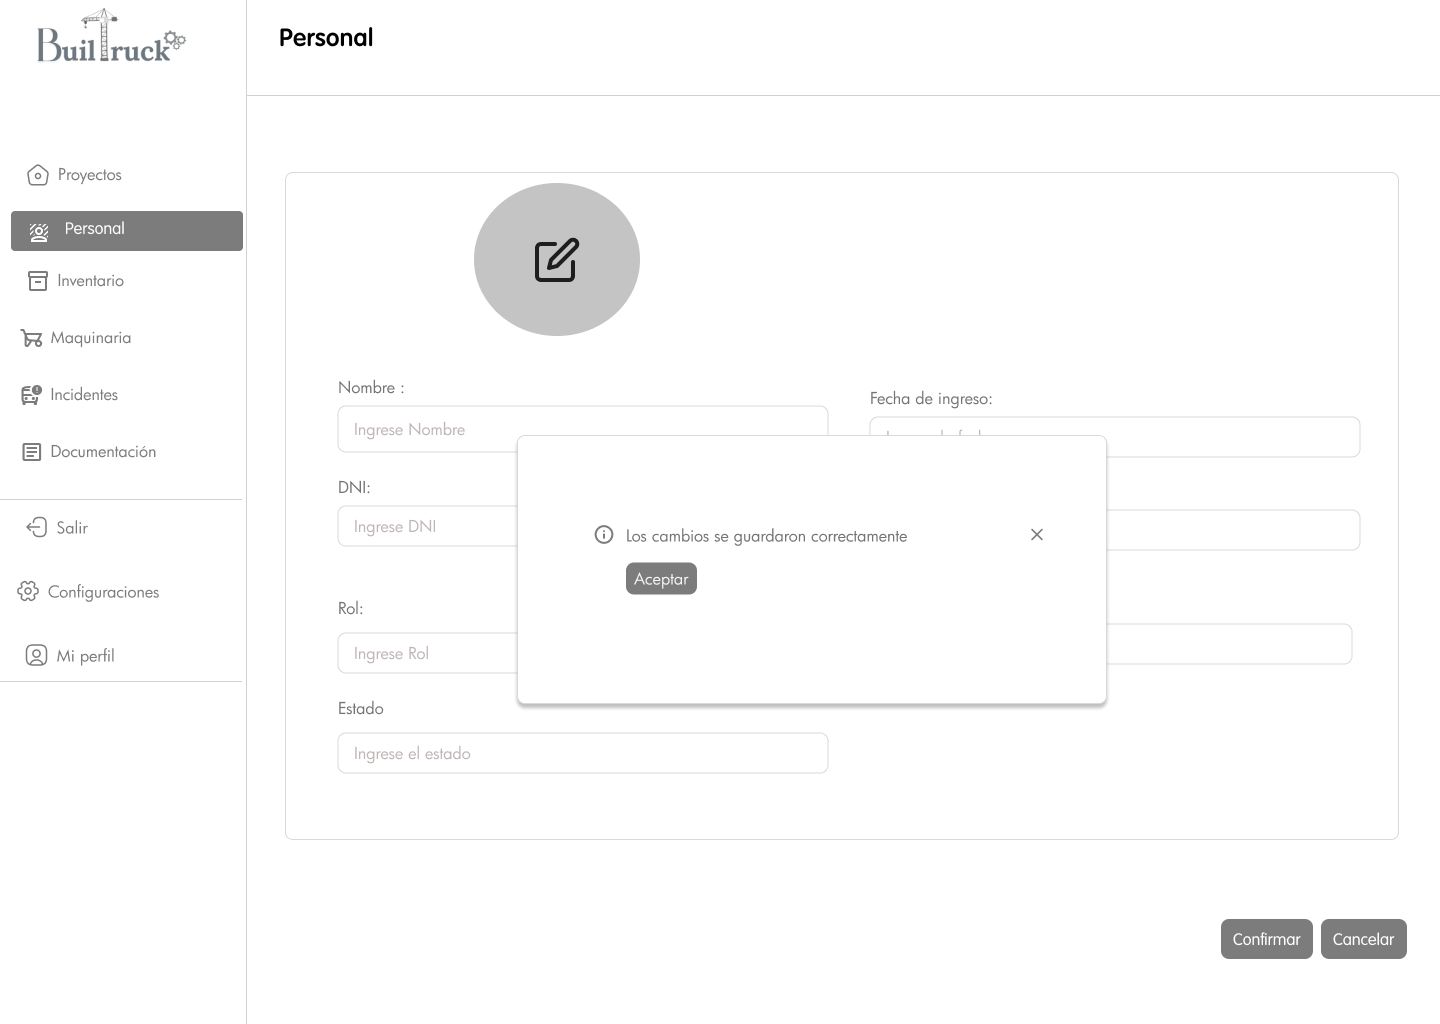 BuilTruck
Personal
Proyectos
Personal
Inventario
Maquinaria
Incidentes
Documentación
Salir
Configuraciones
Mi perfil
Nombre :
Ingrese Nombre
Fecha de ingreso:
DNI:
Ingrese DNI
Los cambios se guardaron correctamente
Aceptar
Rol:
Ingrese Rol
Estado
Ingrese el estado
Confirmar
Cancelar